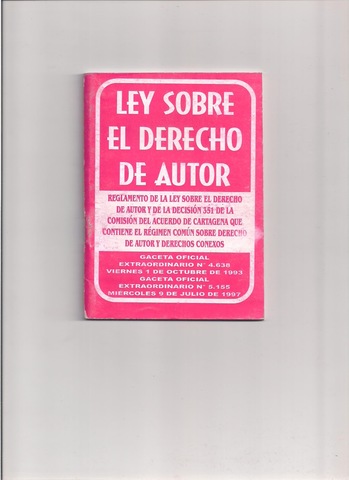 LEY SOBRE
EL DERECHO
DE AUTOR
REGLAMENTO DE LA LEY SOBRE EL DERECHO
DE AUTOR Y DE LA DECISIÓN 351 DE LA
COMISIÓN DEL ACUERDO DE CARTAGENA QUE
CONTIENE EL RÉGIMEN COMÚN SOBRE DERECHO
DE AUTOR Y DERECHOS CONEXOS
GACETA OFICIAL
EXTRAORDINARIO N° 4.638
VIERNES 1 DE OCTUBRE DE 1993
GACETA OFICIAL
EXTRAORDINARIO N° 5.155
MIERCOLES 9 DE JULIO DE 1997